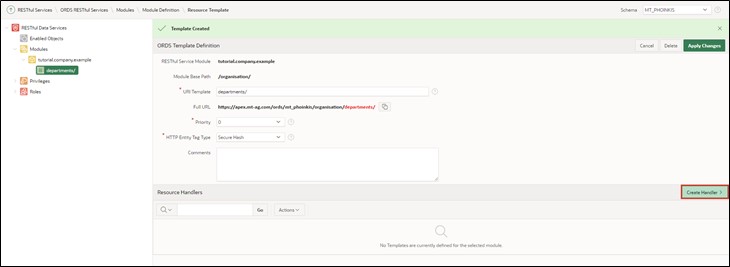 RESTful Services
ORDS RESTful Services
Modules
Module Definition
Resource Template
Schema
MT_PHOINKIS
RESTful Data Services
Enabled Objects
Modules
tutorial.company.example
departments/
Privileges
Roles
Template Created
ORDS Template Definition
Cancel
Delete
Apply Changes
RESTful Service Module
tutorial.company.example
Module Base Path
/organisation/
* URI Template
departments/
Full URL
https://apex.mt-ag.com/ords/mt_phoinkis/organisation/departments/
* Priority
0
* HTTP Entity Tag Type
Secure Hash
Comments
Resource Handlers
Create Handler
Go
Actions
No Templates are currently defined for the selected module.